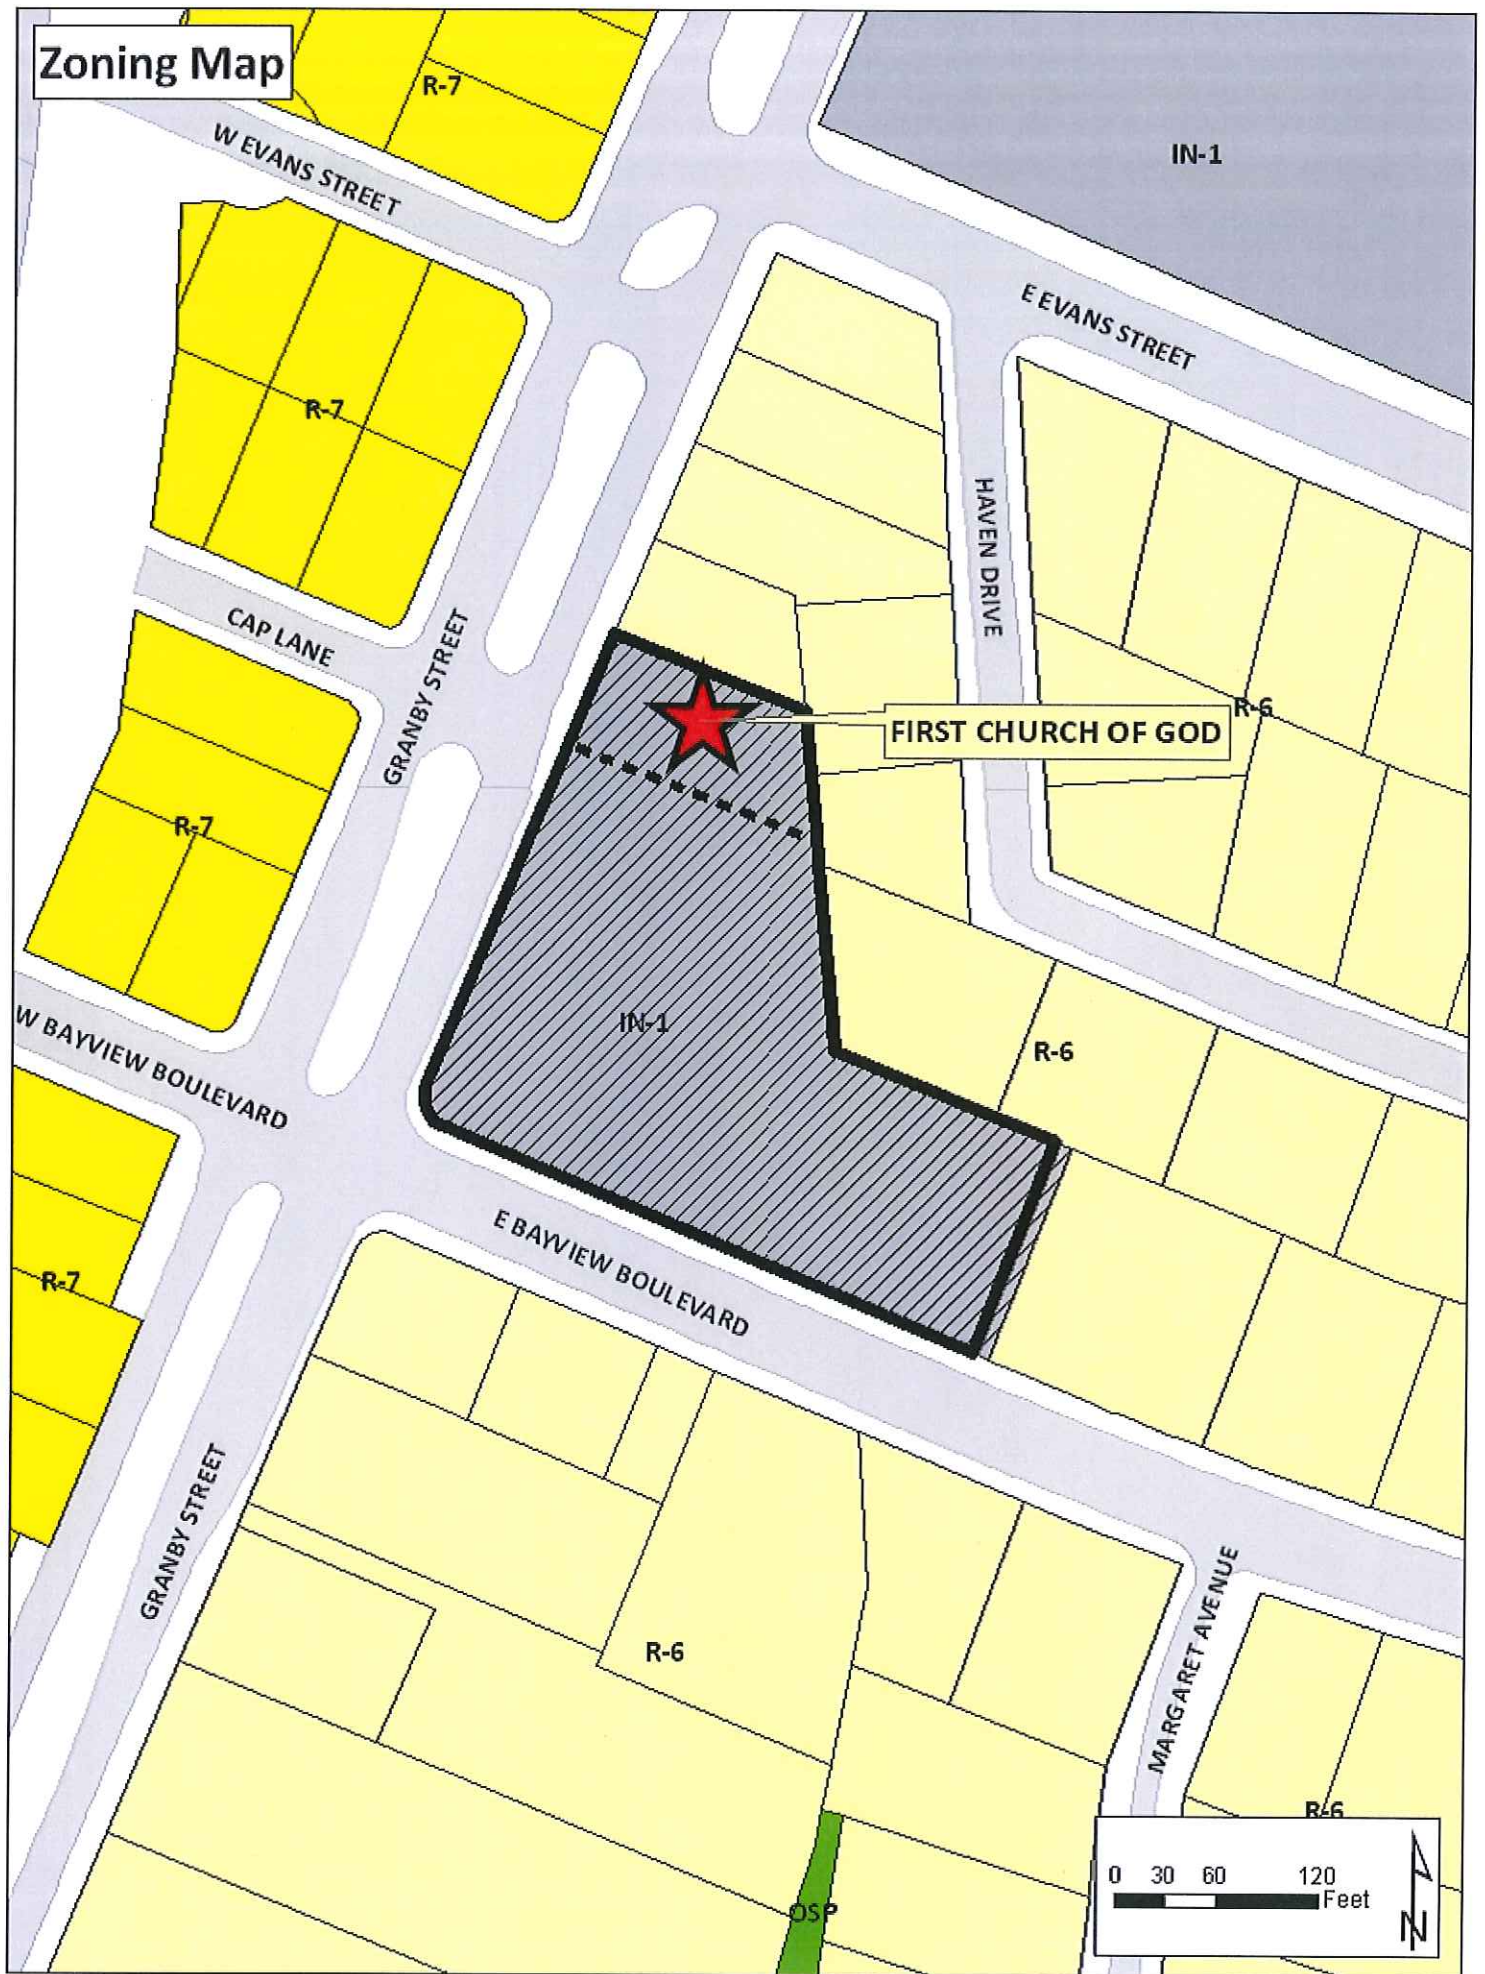 Zoning Map
R-7
W EVANS STREET
IN-1
E EVANS STREET
R-7
HAVEN DRIVE
CAP LANE
GRANBY STREET
FIRST CHURCH OF GOD
R-6
R-7
IN-1
W BAYVIEW BOULEVARD
R-6
E BAYVIEW BOULEVARD
R-7
GRANBY STREET
MARGARET AVENUE
R-6
R-6
0 30 60 120
Feet
N
OSP